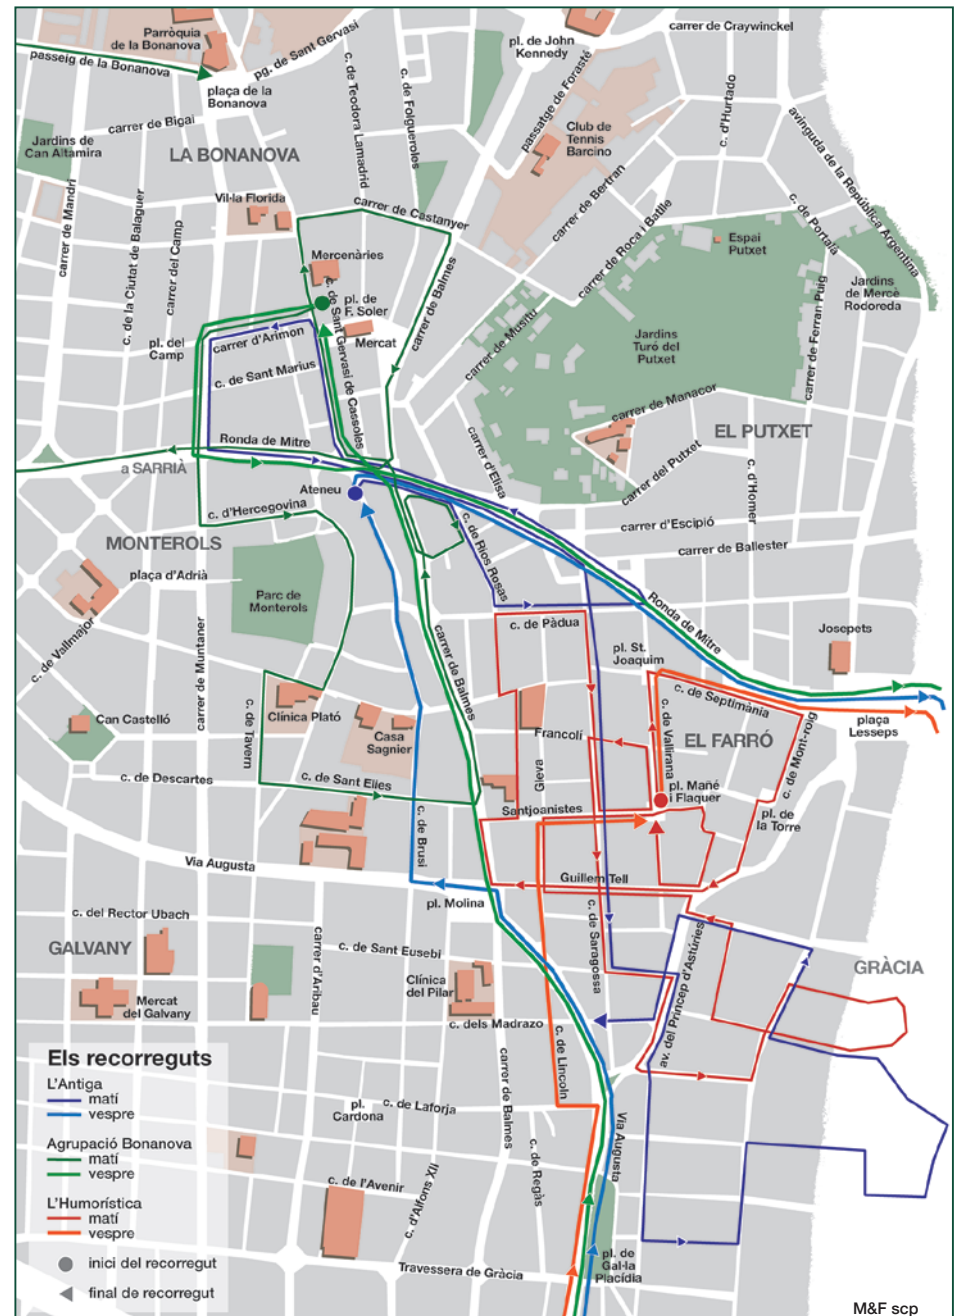 Parròquia
de la Bonanova
passeig de la Bonanova
pg. de Sant Gervasi
plaça de la
Bonanova
carrer de Bigai
Jardins de
Can Altamira
LA BONANOVA
c. de Teodora Lamadrid
c. de Folgueroles
pl. de John
Kennedy
passatge de Forasté
carrer de Craywinckel
Club de
Tennis
Barcino
c. d'Hurtado
avinguda de la República Argentina
carrer de Mandri
c. de la Ciutat de Balaguer
carrer del Camp
Vil·la Florida
carrer de Castanyer
carrer de Bertran
carrer de Roca i Batlle
c. de Portala
Espai
Putxet
Mercenàries
c. de Sant Gervasi de Cassoles
pl. de
F. Soler
Mercat
carrer de Balmes
carrer de Musitu
Jardins
Turó del
Putxet
carrer de Ferran Puig
Jardins
de Mercè
Rodoreda
pl. del
Camp
carrer d'Arimon
c. de Sant Marius
carrer de Manacor
EL PUTXET
Ronda de Mitre
a SARRIÀ
Ateneu
carrer d'Elisa
carrer del Putxet
c. d'Homer
c. d'Hercegovina
MONTEROLS
plaça d'Adrià
Parc de
Monterols
c. de Ríos Rosas
carrer d'Escipió
carrer de Ballester
c. de Vallmajor
carrer de Muntaner
carrer de Balmes
c. de Pàdua
pl. St.
Joaquim
Ronda de Mitre
Josepets
Can Castelló
c. de Tavern
Clínica Plató
Casa
Sagnier
Francolí
c. de Vallirana
c. de Septimània
EL FARRÓ
c. de Mont-roig
plaça
Lesseps
c. de Descartes
c. de Sant Elies
Gleva
Santjoanistes
pl. Mañé
i Flaquer
pl. de
la Torre
c. de Brusi
Via Augusta
Guillem Tell
pl. Molina
c. del Rector Ubach
GALVANY
carrer d'Aribau
c. de Sant Eusebi
c. de Saragossa
av. del Príncep d'Astúries
GRÀCIA
Mercat
del Galvany
Clínica
del Pilar
c. dels Madrazo
c. de Lincoln
Els recorreguts
L'Antiga
matí
vespre
Agrupació Bonanova
matí
vespre
L'Humorística
matí
vespre
inici del recorregut
final de recorregut
pl.
Cardona
c. de Laforja
carrer de Balmes
c. de Regàs
Via Augusta
c. de l'Avenir
c. d'Alfons XII
Travessera de Gràcia
pl. de
Gal·la
Placídia
M&F scp